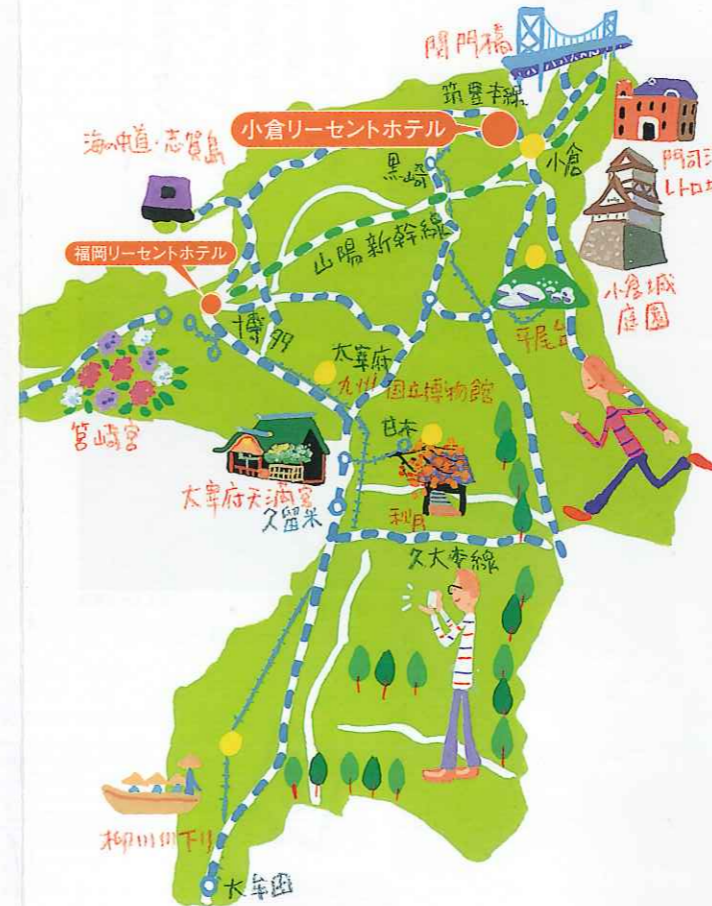 関門橋
筑豊本線
小倉リーセントホテル
海の中道・志賀島
黒崎
小倉
門司港
レトロ
山陽新幹線
福岡リーセントホテル
小倉城
庭園
博多
平尾台
太宰府
九州国立博物館
甘木
筥崎宮
太宰府天満宮
久留米
秋月
久大本線
柳川川下り
大牟田